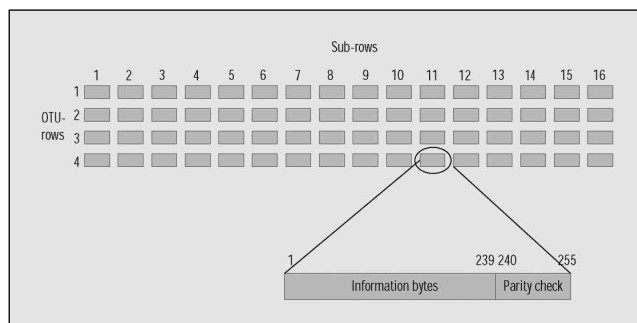 Sub-rows
1 2 3 4 5 6 7 8 9 10 11 12 13 14 15 16
1
OTU- 2
rows 3
4
1 239 240 255
Information bytes Parity check